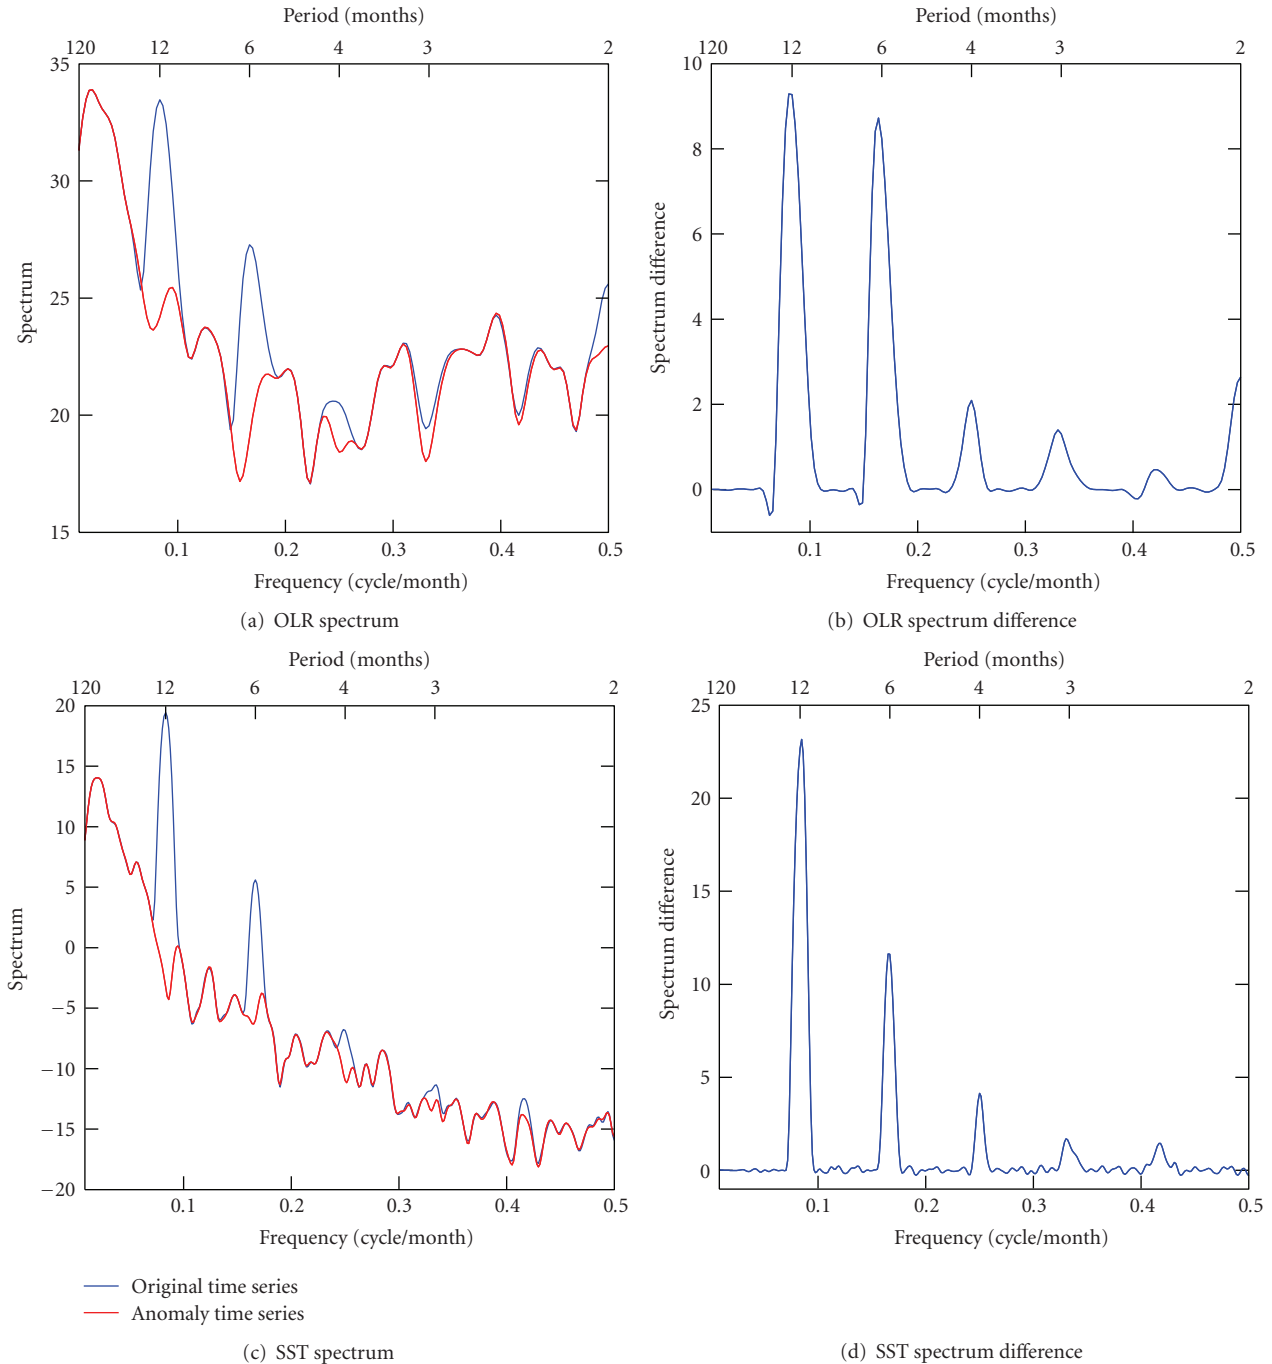 Period (months)
120 12 6 4 3 2
35
30
25
20
15
Spectrum
0.1 0.2 0.3 0.4 0.5
Frequency (cycle/month)
(a) OLR spectrum
Period (months)
120 12 6 4 3 2
10
8
6
4
2
0
Spectrum difference
0.1 0.2 0.3 0.4 0.5
Frequency (cycle/month)
(b) OLR spectrum difference
Period (months)
120 12 6 4 3 2
20
15
10
5
0
−5
−10
−15
−20
Spectrum
0.1 0.2 0.3 0.4 0.5
Frequency (cycle/month)
Original time series
Anomaly time series
(c) SST spectrum
Period (months)
120 12 6 4 3 2
25
20
15
10
5
0
Spectrum difference
0.1 0.2 0.3 0.4 0.5
Frequency (cycle/month)
(d) SST spectrum difference